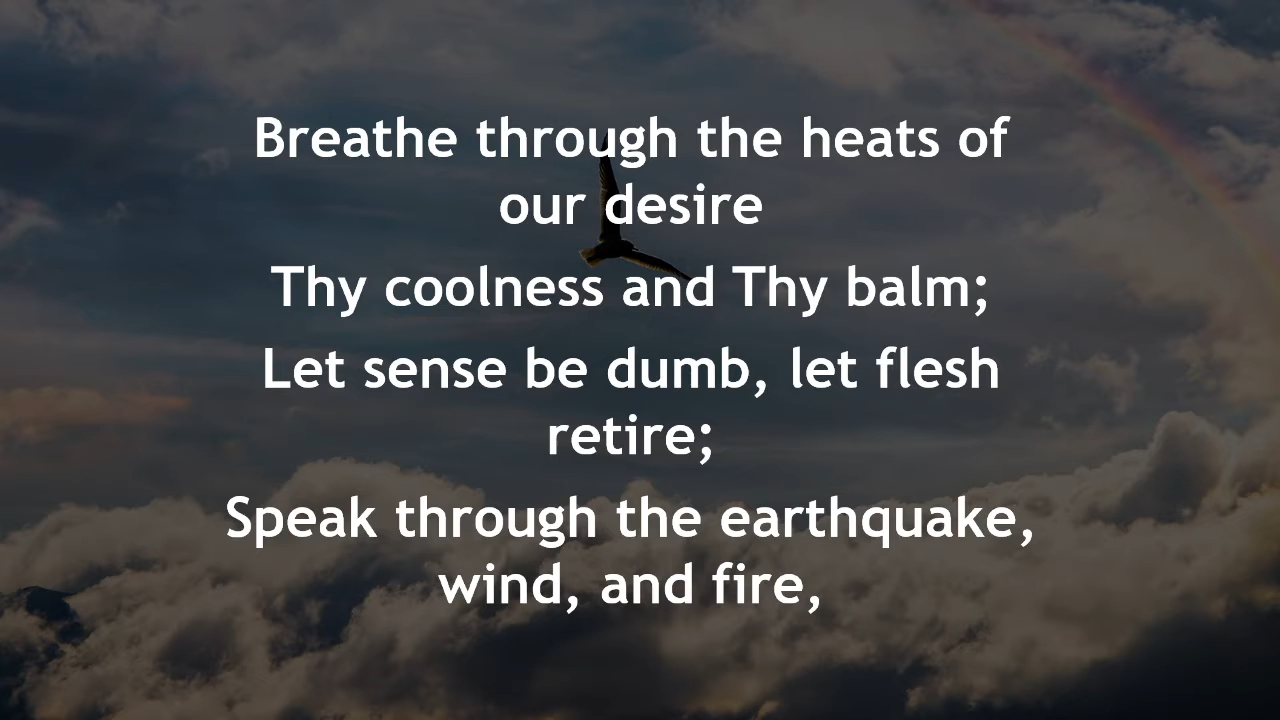 Breathe through the heats of
our desire
Thy coolness and Thy balm;
Let sense be dumb, let flesh
retire;
Speak through the earthquake,
wind, and fire,